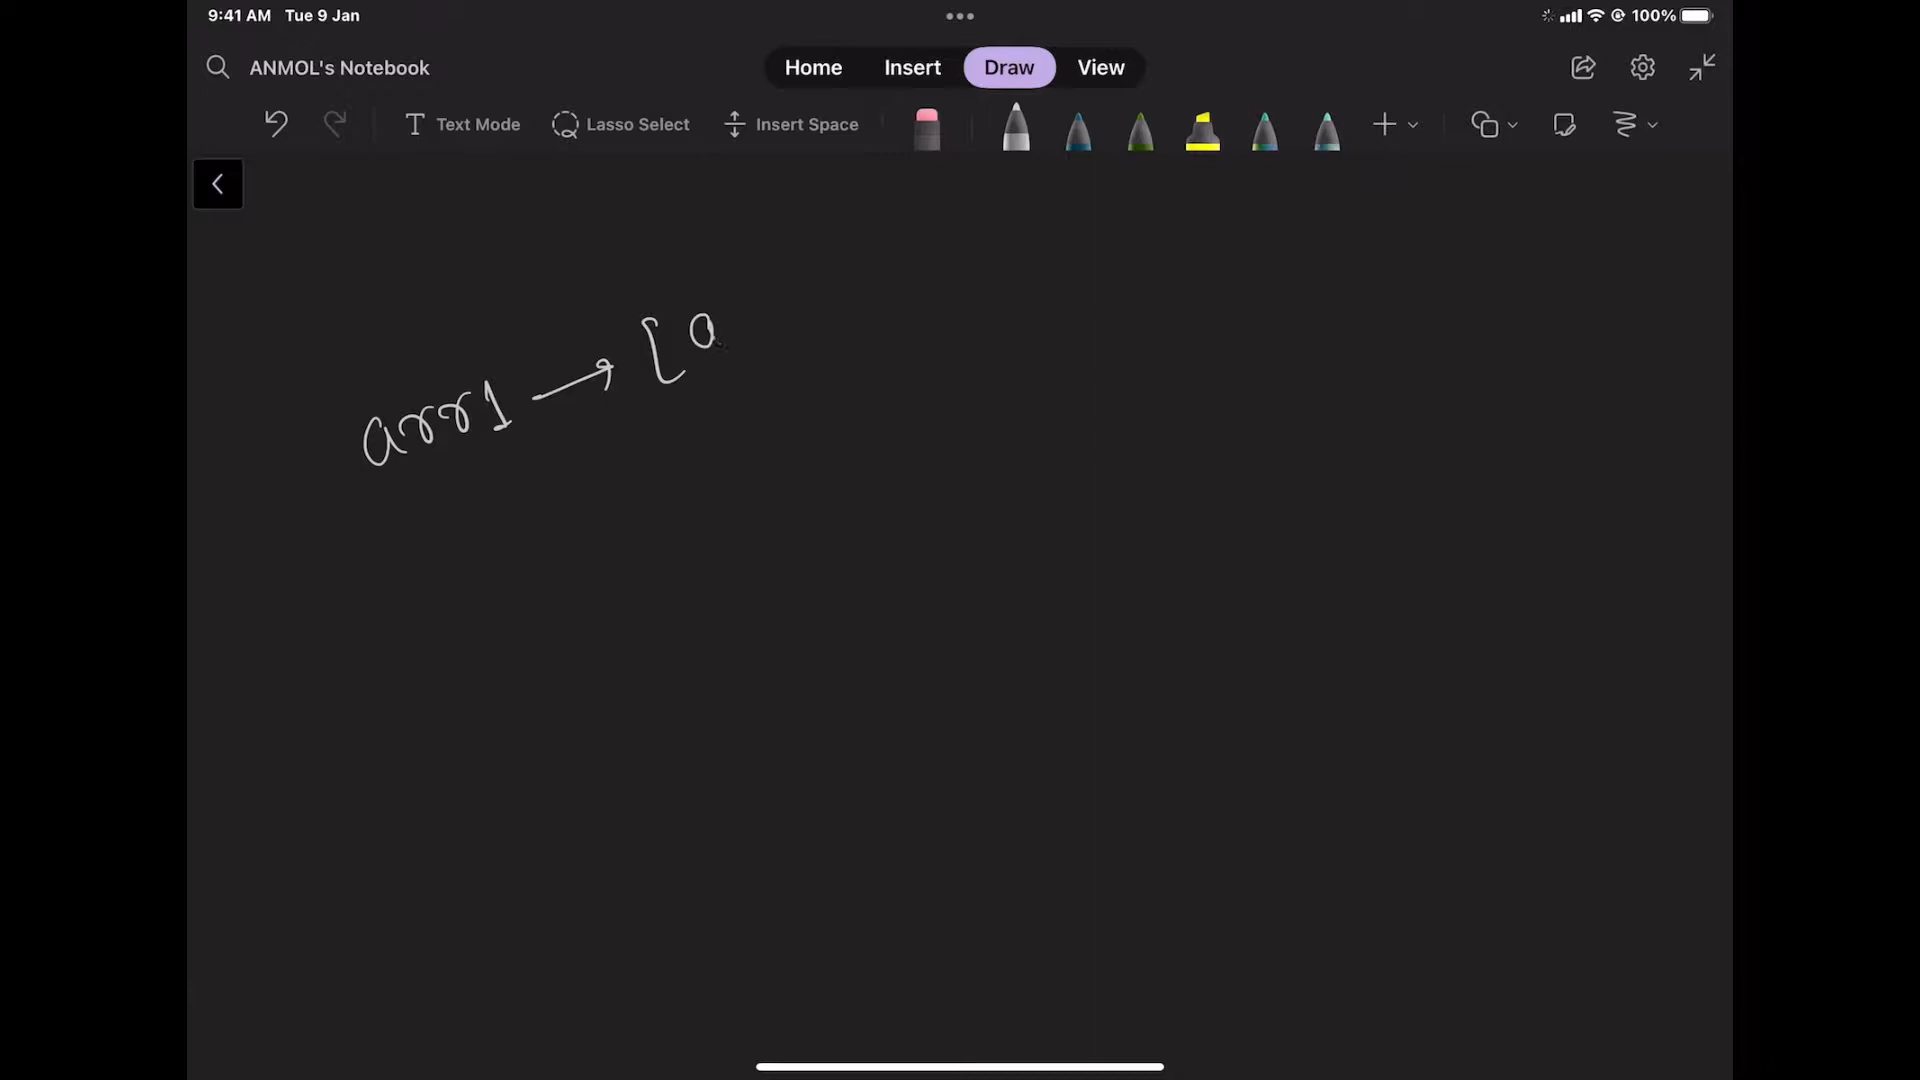 9:41 AM Tue 9 Jan
100%
ANMOL's Notebook
Home Insert Draw View
Text Mode Lasso Select Insert Space
arr1 → [a